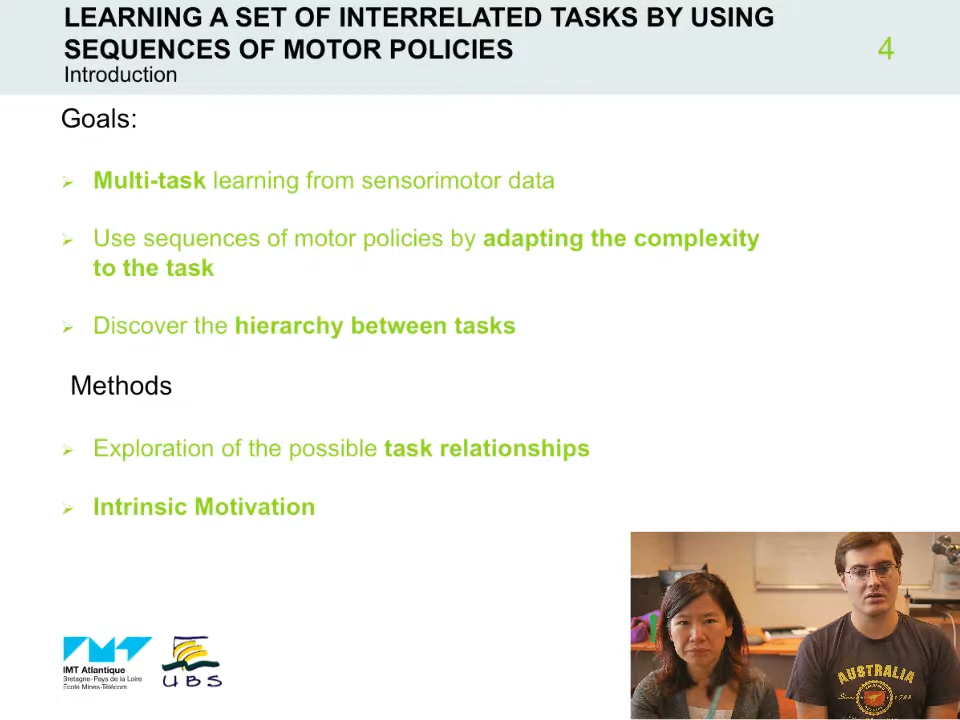 LEARNING A SET OF INTERRELATED TASKS BY USING
SEQUENCES OF MOTOR POLICIES
4
Introduction
Goals:
Multi-task learning from sensorimotor data
Use sequences of motor policies by adapting the complexity
to the task
Discover the hierarchy between tasks
Methods
Exploration of the possible task relationships
Intrinsic Motivation
IMT Atlantique
Bretagne-Pays de la Loire
École Mines-Télécom
UBS
AUSTRALIA
Since 1788